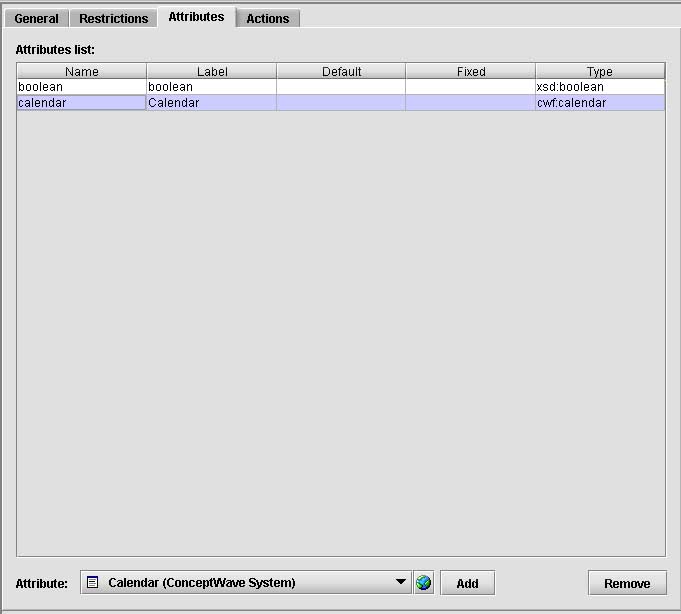 General Restrictions Attributes Actions
Attributes list:
Name Label Default Fixed Type
boolean boolean xsd:boolean
calendar Calendar cwf:calendar
Attribute: Calendar (ConceptWave System) Add Remove